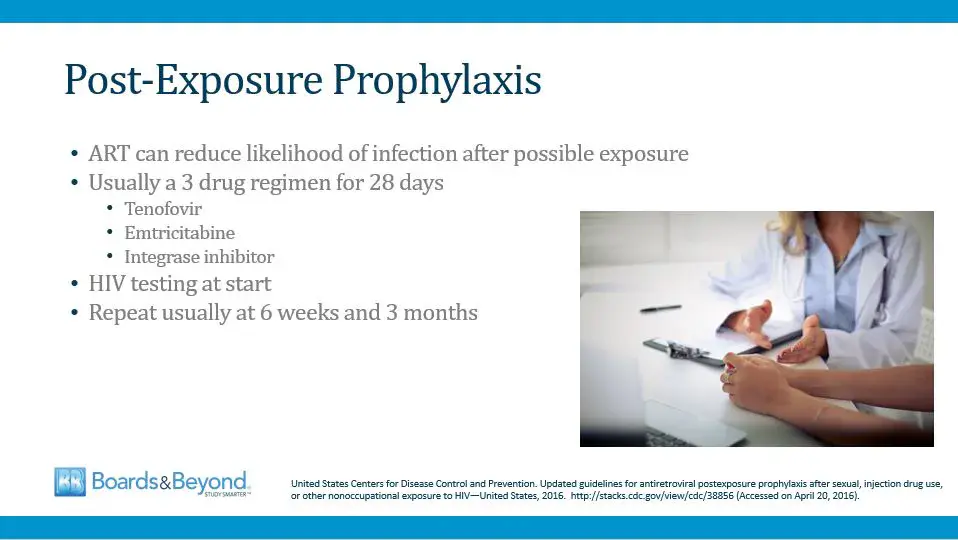 Post-Exposure Prophylaxis
• ART can reduce likelihood of infection after possible exposure
• Usually a 3 drug regimen for 28 days
• Tenofovir
• Emtricitabine
• Integrase inhibitor
• HIV testing at start
• Repeat usually at 6 weeks and 3 months
BB Boards&Beyond
STUDY SMARTER
United States Centers for Disease Control and Prevention. Updated guidelines for antiretroviral postexposure prophylaxis after sexual, injection drug use,
or other nonoccupational exposure to HIV—United States, 2016. http://stacks.cdc.gov/view/cdc/38856 (Accessed on April 20, 2016).